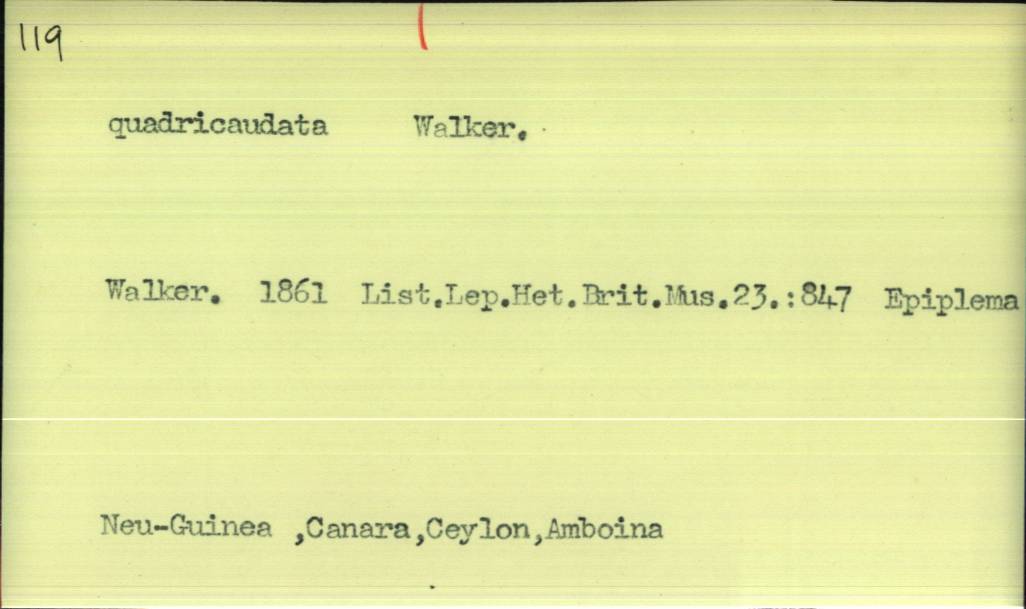 119
quadricaudata Walker.
Walker. 1861 List.Lep.Het.Brit.Mus.23.:847 Epiplema
Neu-Guinea ,Canara,Ceylon,Amboina